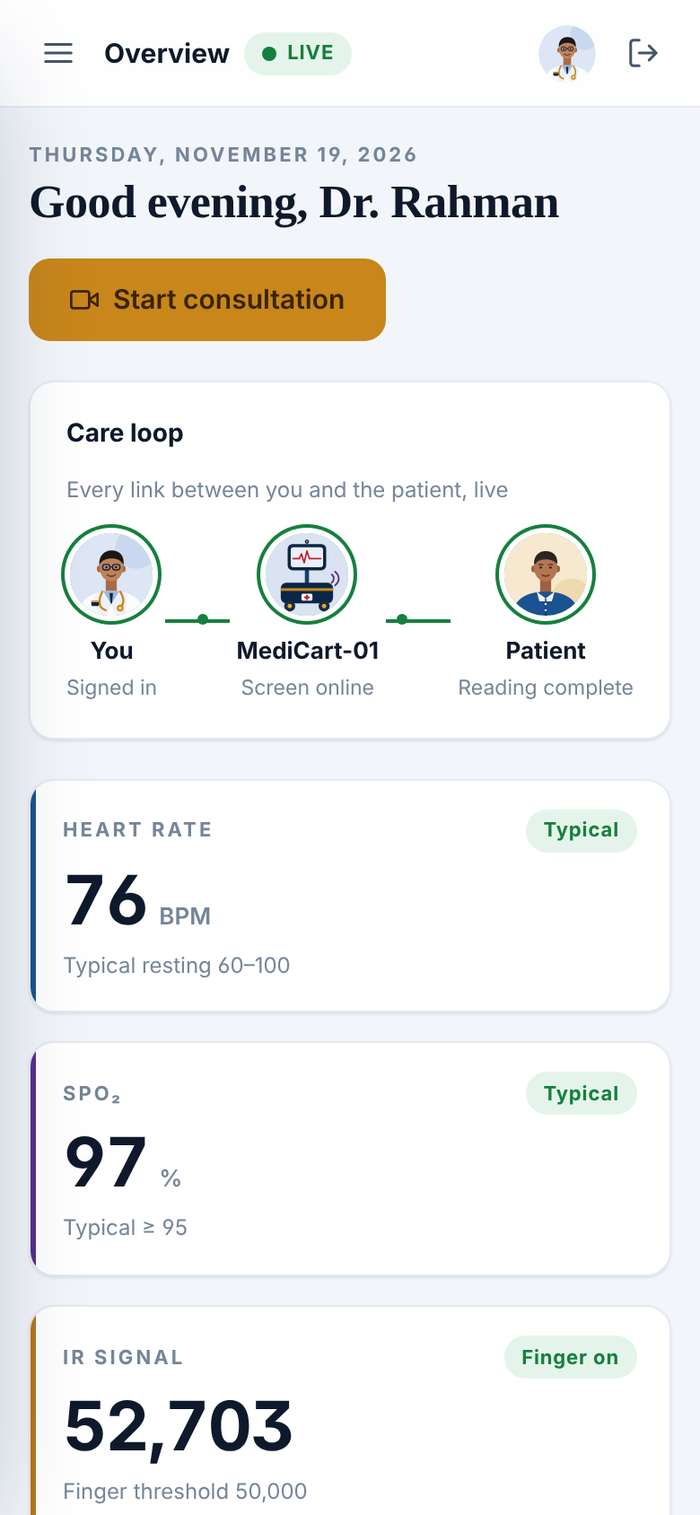 Overview
LIVE
THURSDAY, NOVEMBER 19, 2026
Good evening, Dr. Rahman
Start consultation
Care loop
Every link between you and the patient, live
You
MediCart-01
Patient
Signed in
Screen online
Reading complete
HEART RATE
Typical
76 BPM
Typical resting 60–100
SPO₂
Typical
97 %
Typical ≥ 95
IR SIGNAL
Finger on
52,703
Finger threshold 50,000